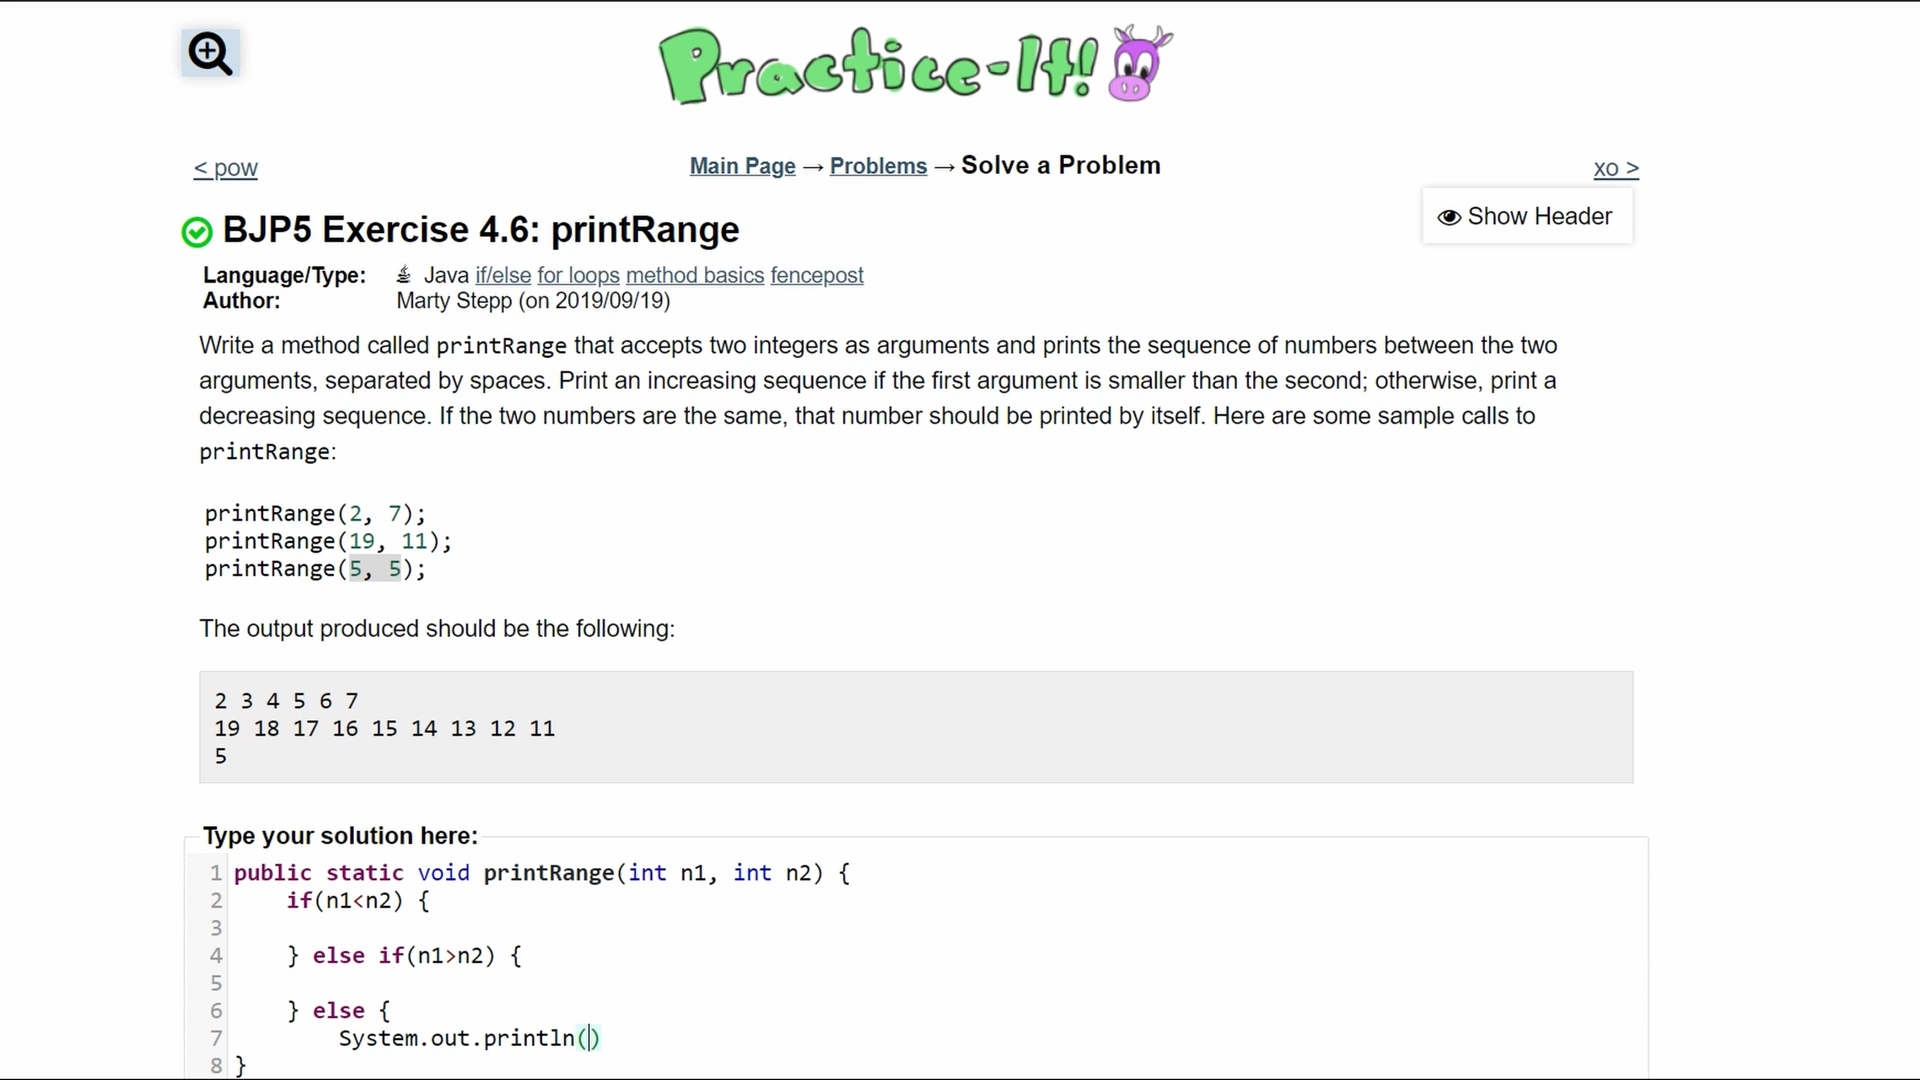 Practice-It!
< pow
Main Page → Problems → Solve a Problem
xo >
Show Header
BJP5 Exercise 4.6: printRange
Language/Type: Java if/else for loops method basics fencepost
Author: Marty Stepp (on 2019/09/19)
Write a method called printRange that accepts two integers as arguments and prints the sequence of numbers between the two
arguments, separated by spaces. Print an increasing sequence if the first argument is smaller than the second; otherwise, print a
decreasing sequence. If the two numbers are the same, that number should be printed by itself. Here are some sample calls to
printRange:
printRange(2, 7);
printRange(19, 11);
printRange(5, 5);
The output produced should be the following:
2 3 4 5 6 7
19 18 17 16 15 14 13 12 11
5
Type your solution here:
1 public static void printRange(int n1, int n2) {
2     if(n1<n2) {
3
4     } else if(n1>n2) {
5
6     } else {
7         System.out.println()
8 }